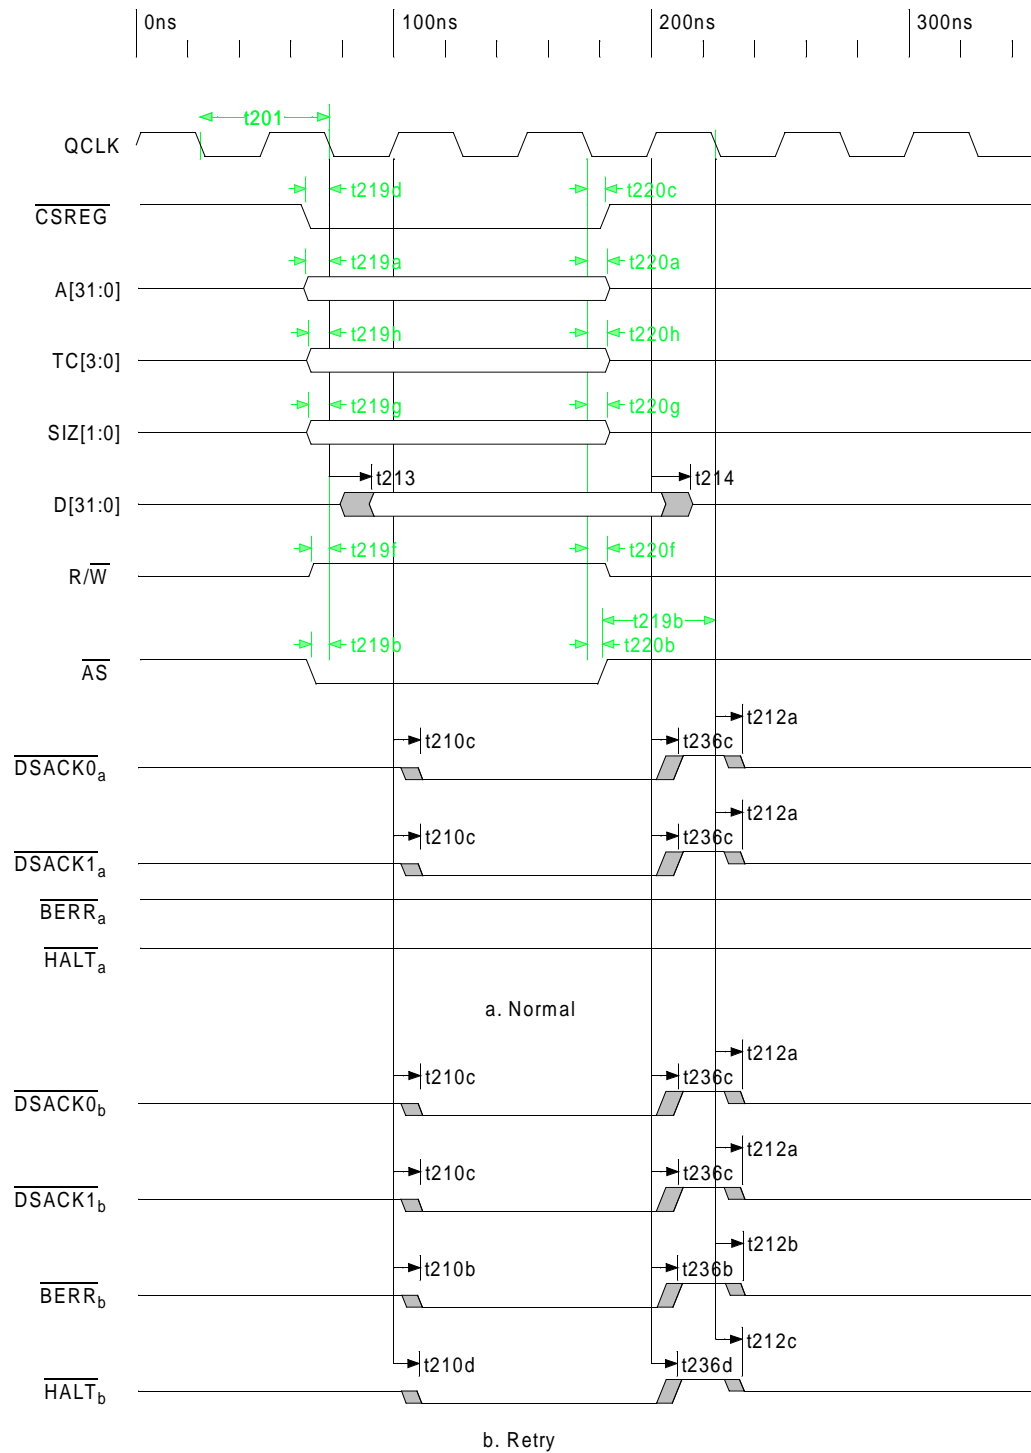 0ns 100ns 200ns 300ns
t201
QCLK
t219d t220c
CSREG
t219a t220a
A[31:0]
t219h t220h
TC[3:0]
t219g t220g
SIZ[1:0]
t213 t214
D[31:0]
t219f t220f
R/W
t219b
t219b t220b
AS
t212a
t210c t236c
DSACK0a
t212a
t210c t236c
DSACK1a
BERRa
HALTa
a. Normal
t212a
t210c t236c
DSACK0b
t212a
t210c t236c
DSACK1b
t212b
t210b t236b
BERRb
t212c
t210d t236d
HALTb
b. Retry